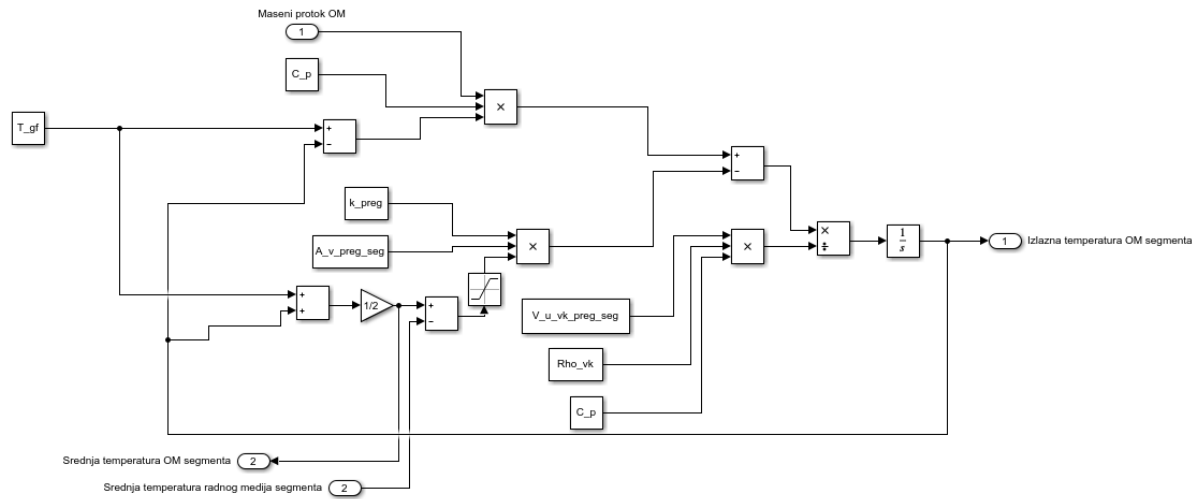 Maseni protok OM
1
C_p
×
T_gf
+
−
+
−
k_preg
A_v_preg_seg
×
×
×
÷
1
s
1
Izlazna temperatura OM segmenta
+
+
1/2
+
−
V_u_vk_preg_seg
Rho_vk
C_p
Srednja temperatura OM segmenta
2
Srednja temperatura radnog medija segmenta
2